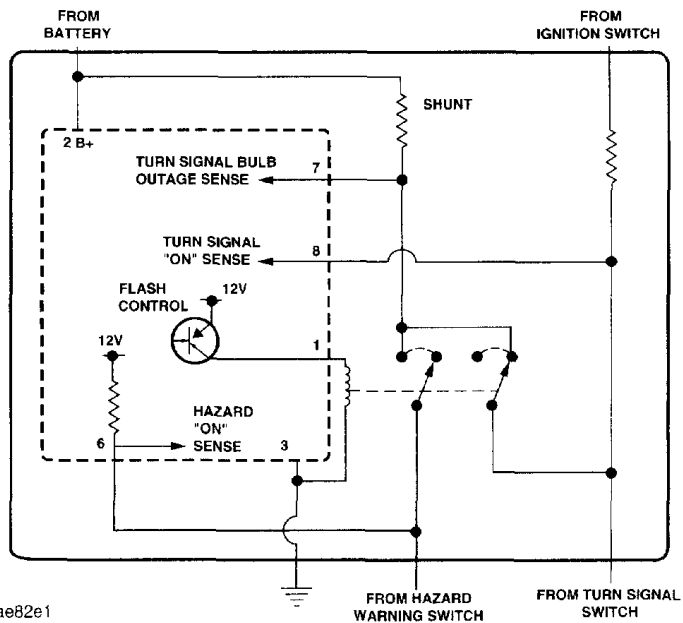 FROM
BATTERY
FROM
IGNITION SWITCH
SHUNT
2 B+
TURN SIGNAL BULB
OUTAGE SENSE
7
TURN SIGNAL
"ON" SENSE
8
FLASH
CONTROL
12V
12V
1
HAZARD
"ON"
SENSE
6
3
FROM HAZARD
WARNING SWITCH
FROM TURN SIGNAL
SWITCH
ae82e1